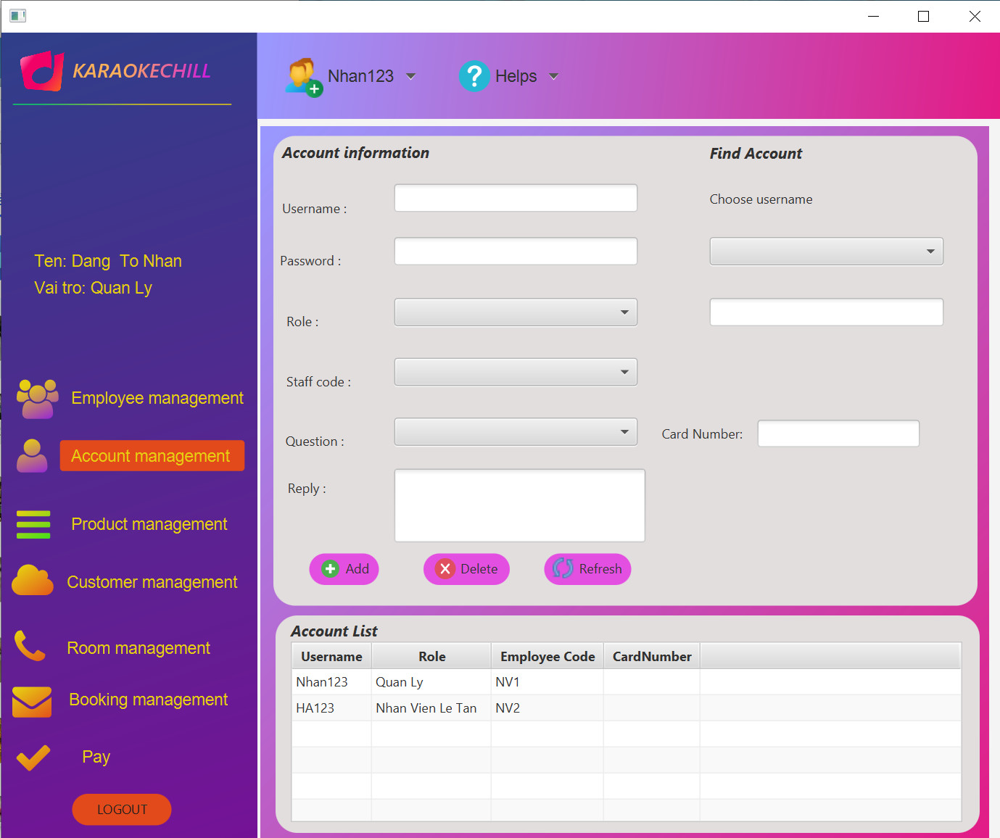 KARAOKECHILL
Nhan123
Helps
Ten: Dang  To Nhan
Vai tro: Quan Ly
Employee management
Account management
Product management
Customer management
Room management
Booking management
Pay
LOGOUT
Account information
Username :
Password :
Role :
Staff code :
Question :
Reply :
Find Account
Choose username
Card Number:
Add
Delete
Refresh
Account List
Username Role Employee Code CardNumber
Nhan123 Quan Ly NV1
HA123 Nhan Vien Le Tan NV2